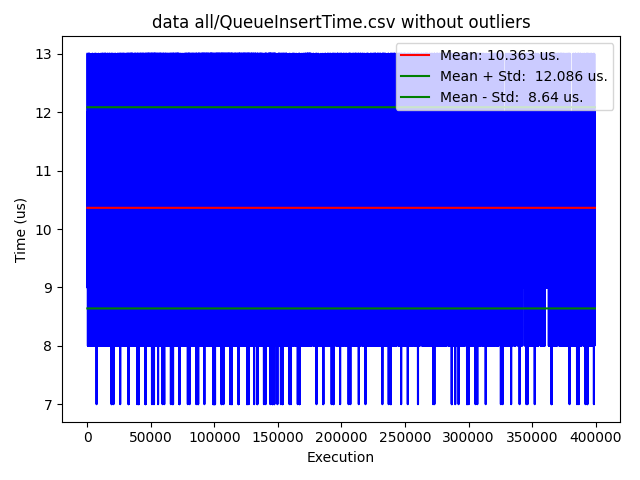 data all/QueueInsertTime.csv without outliers
Mean: 10.363 us.
Mean + Std:  12.086 us.
Mean - Std:  8.64 us.
Time (us)
13
12
11
10
9
8
7
0 50000 100000 150000 200000 250000 300000 350000 400000
Execution